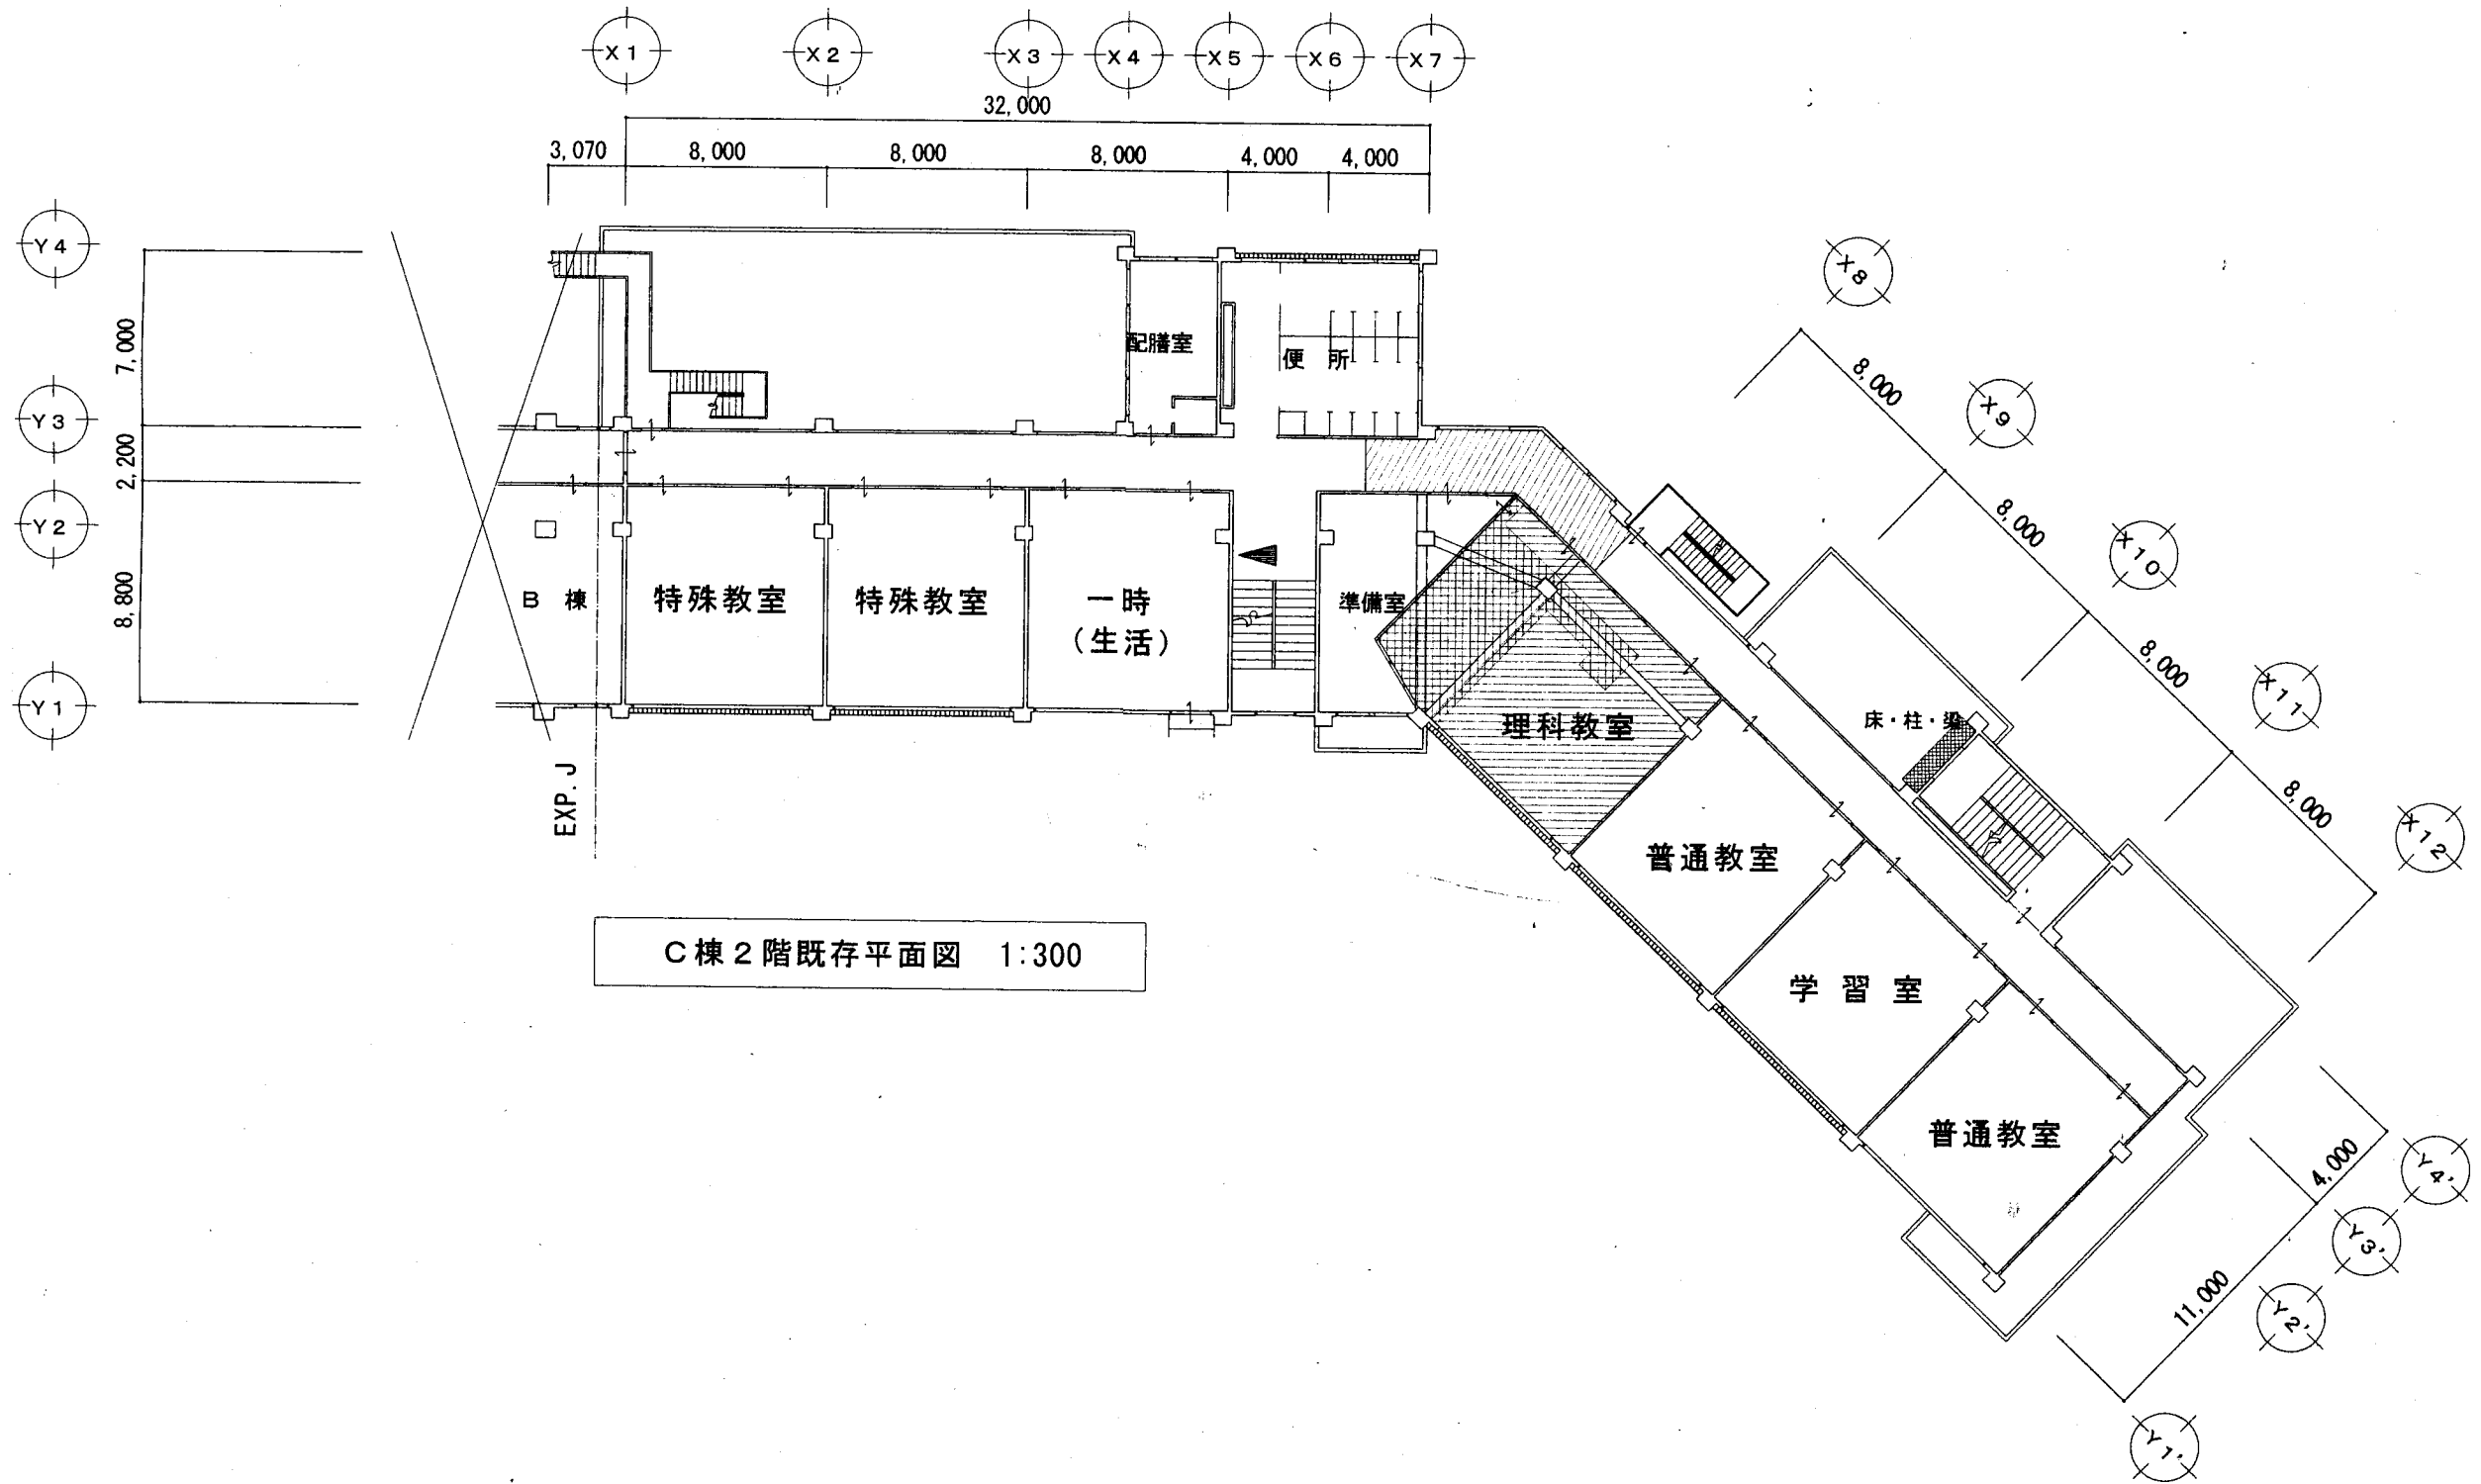 X1
X2
X3
X4
X5
X6
X7
32,000
3,070
8,000
8,000
8,000
4,000
4,000
Y4
Y3
Y2
Y1
7,000
2,200
8,800
配膳室
便 所
B 棟
特殊教室
特殊教室
一時
(生活)
準備室
理科教室
普通教室
学習室
普通教室
床・柱・梁
EXP.J
X8
X9
X10
X11
X12
8,000
8,000
8,000
8,000
4,000
11,000
Y4'
Y3'
Y2'
Y1'
C棟2階既存平面図 1:300